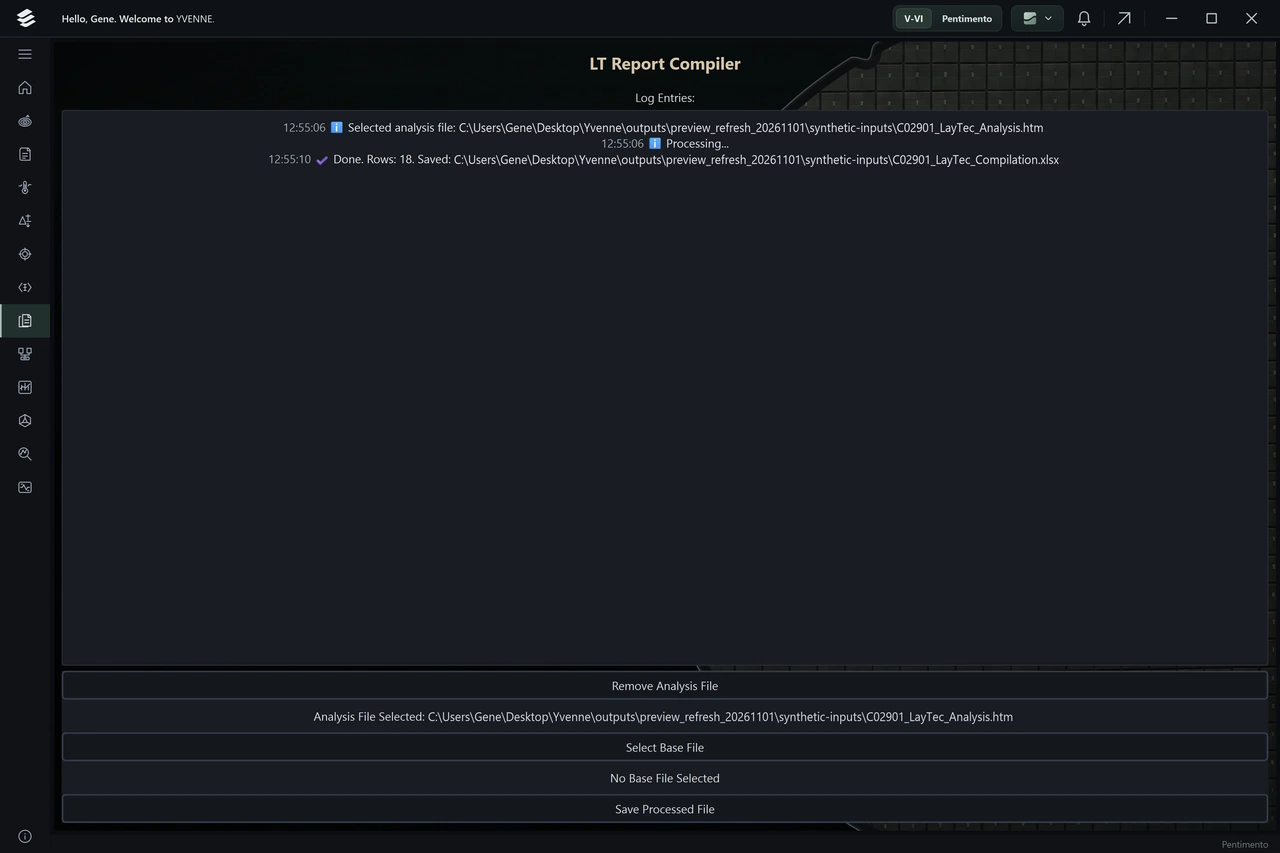 Hello, Gene. Welcome to YVENNE.
V-VI Pentimento
LT Report Compiler
Log Entries:
12:55:06 ℹ️ Selected analysis file: C:\Users\Gene\Desktop\Yvenne\outputs\preview_refresh_20261101\synthetic-inputs\C02901_LayTec_Analysis.htm
12:55:06 ℹ️ Processing...
12:55:10 ✔ Done. Rows: 18. Saved: C:\Users\Gene\Desktop\Yvenne\outputs\preview_refresh_20261101\synthetic-inputs\C02901_LayTec_Compilation.xlsx
Remove Analysis File
Analysis File Selected: C:\Users\Gene\Desktop\Yvenne\outputs\preview_refresh_20261101\synthetic-inputs\C02901_LayTec_Analysis.htm
Select Base File
No Base File Selected
Save Processed File
Pentimento